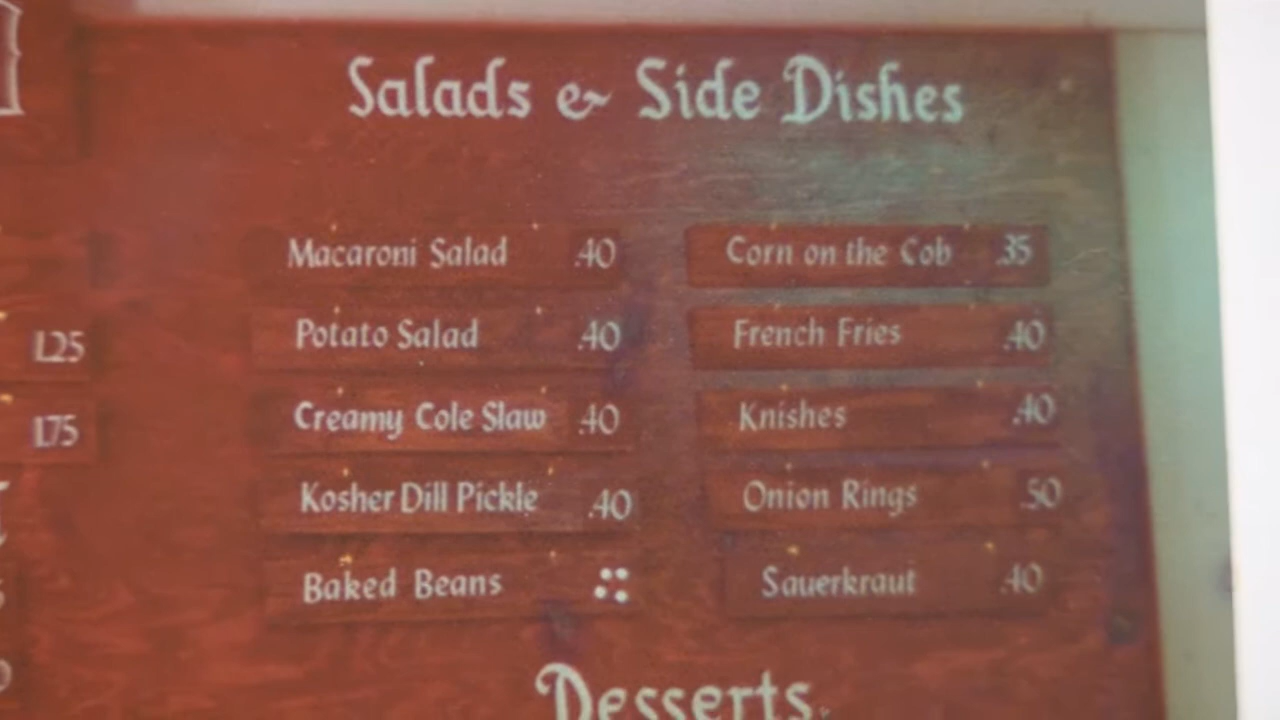 Salads & Side Dishes
Macaroni Salad .40
Potato Salad .40
Creamy Cole Slaw .40
Kosher Dill Pickle .40
Baked Beans
Corn on the Cob .35
French Fries .40
Knishes .40
Onion Rings .50
Sauerkraut .40
1.25
1.75
Desserts